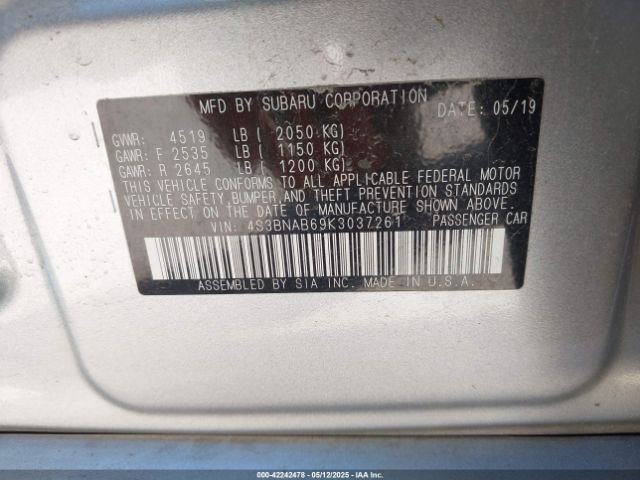 MFD BY SUBARU CORPORATION DATE: 05/19
GVWR: 4519 LB ( 2050 KG)
GAWR: F 2535 LB ( 1150 KG)
GAWR: R 2645 LB ( 1200 KG)
THIS VEHICLE CONFORMS TO ALL APPLICABLE FEDERAL MOTOR
VEHICLE SAFETY, BUMPER, AND THEFT PREVENTION STANDARDS
IN EFFECT ON THE DATE OF MANUFACTURE SHOWN ABOVE.
VIN: 4S3BNAB69K3037261 PASSENGER CAR
ASSEMBLED BY SIA INC. MADE IN U.S.A.
000-42242478 - 05/12/2025 - IAAI.COM